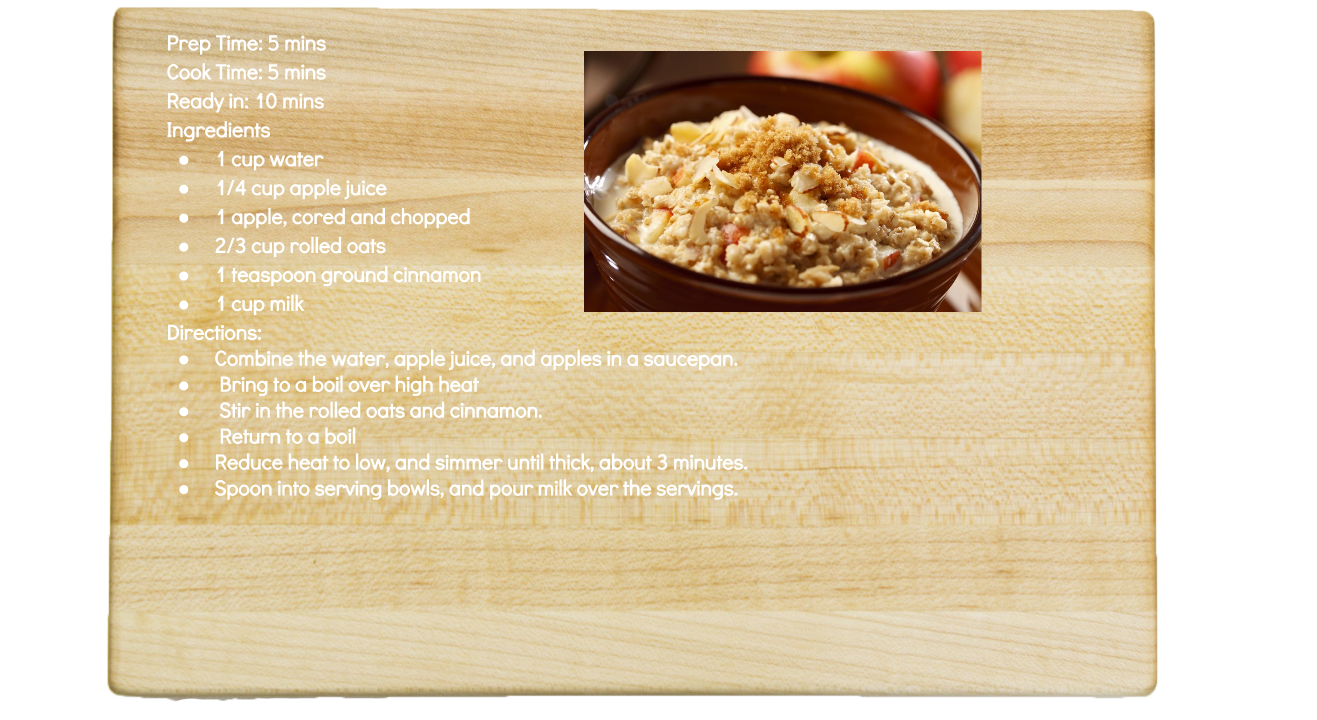 Prep Time: 5 mins
Cook Time: 5 mins
Ready in: 10 mins
Ingredients
● 1 cup water
● 1/4 cup apple juice
● 1 apple, cored and chopped
● 2/3 cup rolled oats
● 1 teaspoon ground cinnamon
● 1 cup milk
Directions:
● Combine the water, apple juice, and apples in a saucepan.
● Bring to a boil over high heat
● Stir in the rolled oats and cinnamon.
● Return to a boil
● Reduce heat to low, and simmer until thick, about 3 minutes.
● Spoon into serving bowls, and pour milk over the servings.